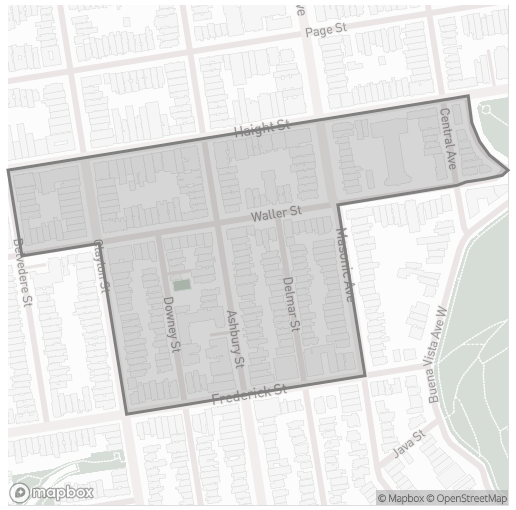 Page St
ve
Haight St
Central Ave
Waller St
Belvedere St
Clayton St
Masonic Ave
Downey St
Ashbury St
Delmar St
Buena Vista Ave W
Frederick St
Java St
mapbox
© Mapbox © OpenStreetMap